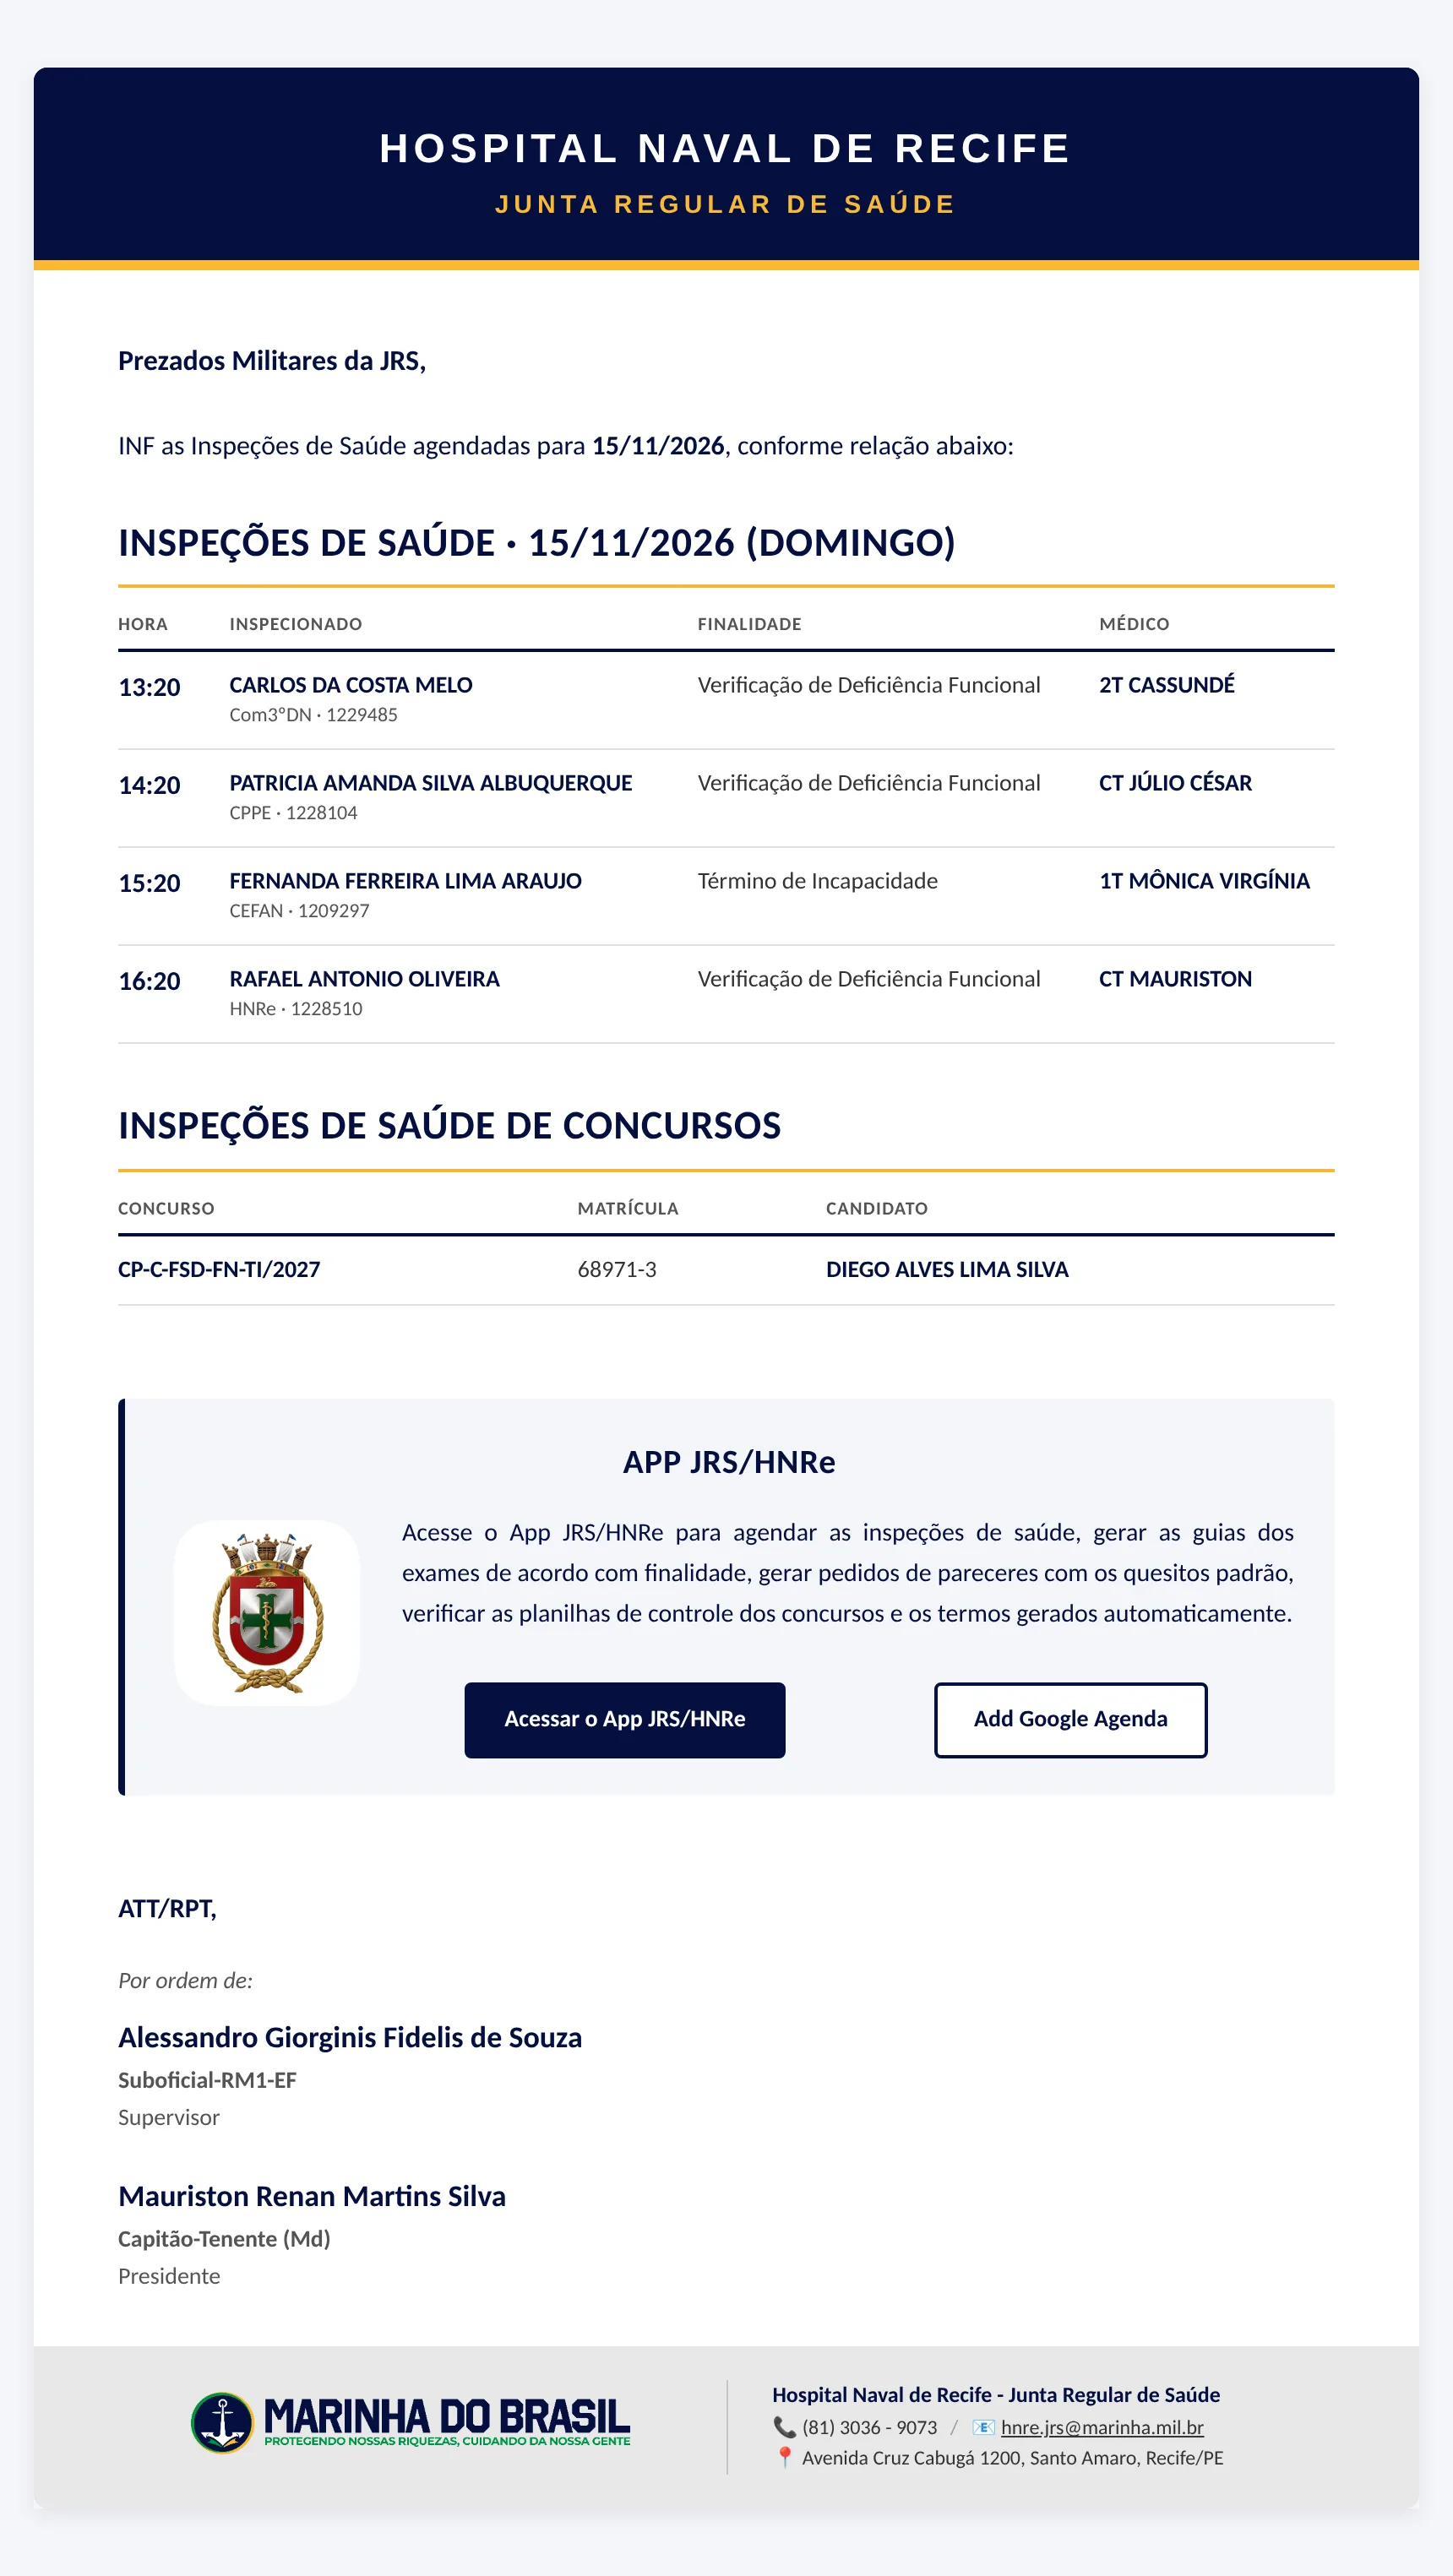 HOSPITAL NAVAL DE RECIFE
JUNTA REGULAR DE SAÚDE
Prezados Militares da JRS,
INF as Inspeções de Saúde agendadas para 15/11/2026, conforme relação abaixo:
INSPEÇÕES DE SAÚDE · 15/11/2026 (DOMINGO)
HORA INSPECIONADO FINALIDADE MÉDICO
13:20 CARLOS DA COSTA MELO Verificação de Deficiência Funcional 2T CASSUNDÉ
Com3ºDN · 1229485
14:20 PATRICIA AMANDA SILVA ALBUQUERQUE Verificação de Deficiência Funcional CT JÚLIO CÉSAR
CPPE · 1228104
15:20 FERNANDA FERREIRA LIMA ARAUJO Término de Incapacidade 1T MÔNICA VIRGÍNIA
CEFAN · 1209297
16:20 RAFAEL ANTONIO OLIVEIRA Verificação de Deficiência Funcional CT MAURISTON
HNRe · 1228510
INSPEÇÕES DE SAÚDE DE CONCURSOS
CONCURSO MATRÍCULA CANDIDATO
CP-C-FSD-FN-TI/2027 68971-3 DIEGO ALVES LIMA SILVA
APP JRS/HNRe
Acesse o App JRS/HNRe para agendar as inspeções de saúde, gerar as guias dos
exames de acordo com finalidade, gerar pedidos de pareceres com os quesitos padrão,
verificar as planilhas de controle dos concursos e os termos gerados automaticamente.
Acessar o App JRS/HNRe Add Google Agenda
ATT/RPT,
Por ordem de:
Alessandro Giorginis Fidelis de Souza
Suboficial-RM1-EF
Supervisor
Mauriston Renan Martins Silva
Capitão-Tenente (Md)
Presidente
MARINHA DO BRASIL
PROTEGENDO NOSSAS RIQUEZAS, CUIDANDO DA NOSSA GENTE
Hospital Naval de Recife - Junta Regular de Saúde
(81) 3036 - 9073 / hnre.jrs@marinha.mil.br
Avenida Cruz Cabugá 1200, Santo Amaro, Recife/PE